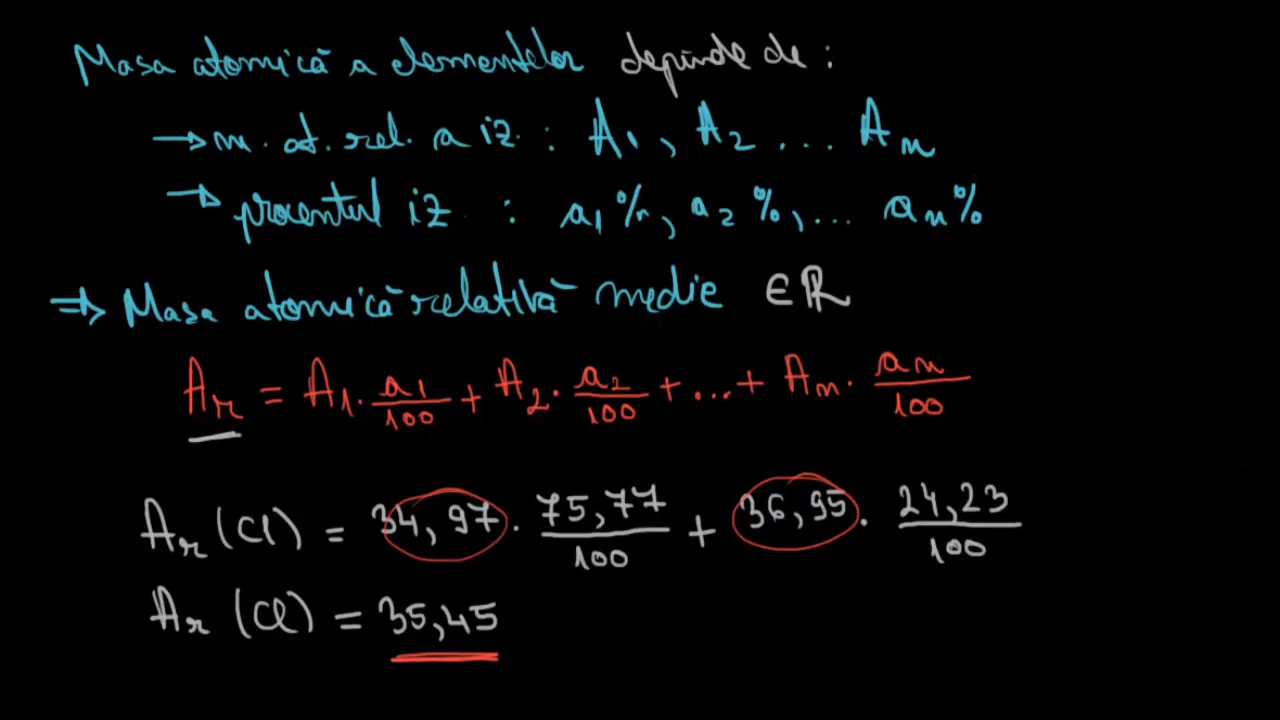 Masa atomică a elementelor depinde de :
→ m. at. rel. a iz. : A₁, A₂ ... Aₙ
→ procentul iz. : a₁%, a₂%, ... aₙ%
⇒ Masa atomică relativă medie ∈ ℝ
Aᵣ = A₁ · a₁/100 + A₂ · a₂/100 + ... + Aₙ · aₙ/100
Aᵣ (Cl) = 34,97 · 75,77/100 + 36,95 · 24,23/100
Aᵣ (Cl) = 35,45